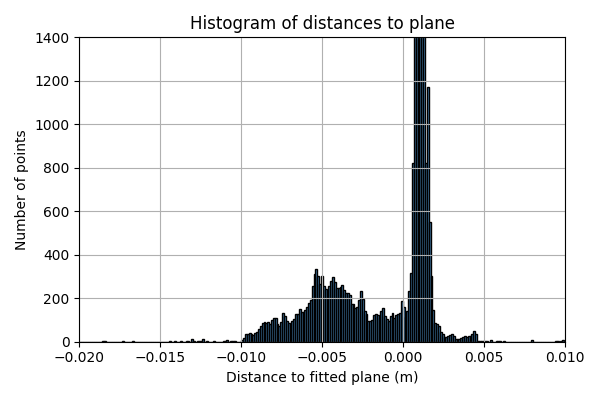 Histogram of distances to plane
1400
1200
1000
800
600
400
200
0
Number of points
−0.020 −0.015 −0.010 −0.005 0.000 0.005 0.010
Distance to fitted plane (m)